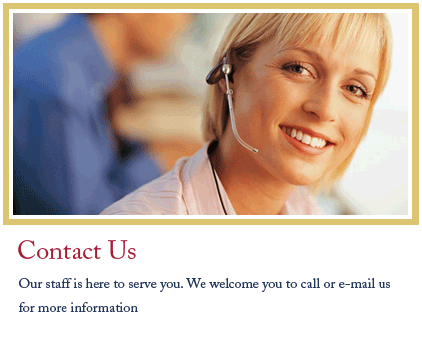 Contact Us
Our staff is here to serve you. We welcome you to call or e-mail us
for more information